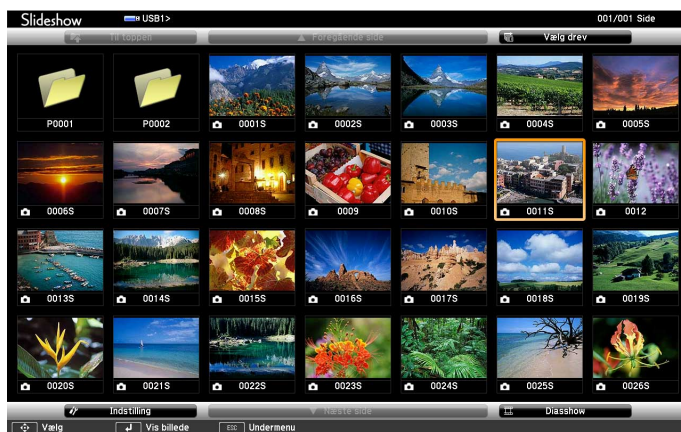 Slideshow USB1> 001/001 Side
Til toppen Foregående side Vælg drev
P0001 P0002 0001S 0002S 0003S 0004S 0005S
0006S 0007S 0008S 0009 0010S 0011S 0012
0013S 0014S 0015S 0016S 0017S 0018S 0019S
0020S 0021S 0022S 0023S 0024S 0025S 0026S
Indstilling Næste side Diasshow
Vælg Vis billede ESC Undermenu